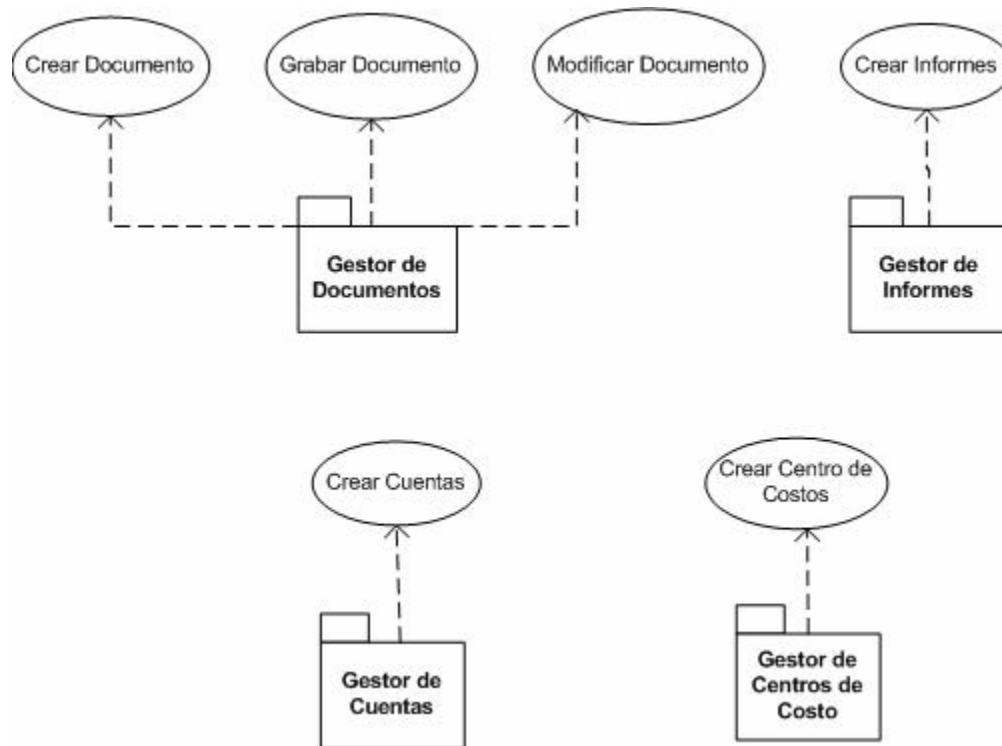 Crear Documento
Grabar Documento
Modificar Documento
Crear Informes
Gestor de
Documentos
Gestor de
Informes
Crear Cuentas
Crear Centro de
Costos
Gestor de
Cuentas
Gestor de
Centros de
Costo